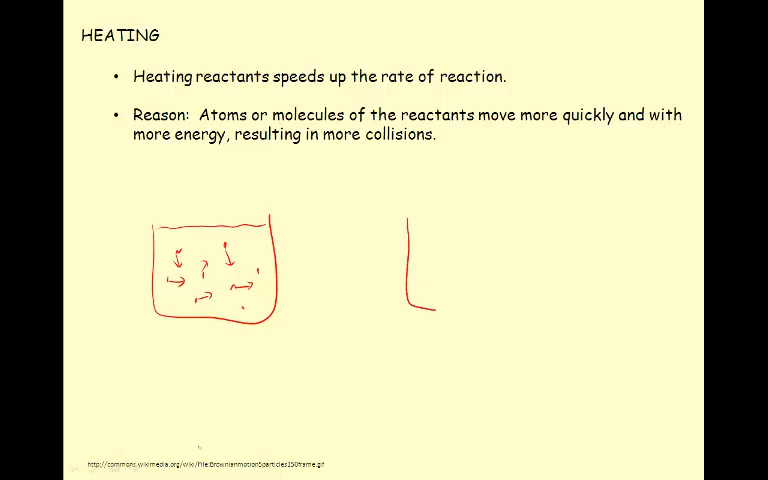 HEATING
• Heating reactants speeds up the rate of reaction.
• Reason: Atoms or molecules of the reactants move more quickly and with
more energy, resulting in more collisions.
http://commons.wikimedia.org/wiki/File:Brownianmotion5particles150frame.gif